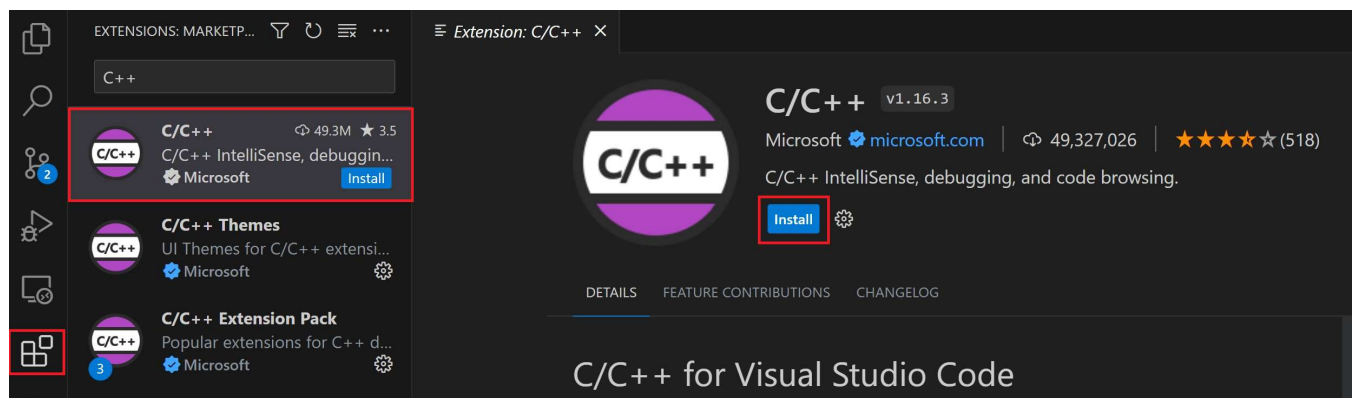 EXTENSIONS: MARKETP...
C++
C/C++ 49.3M ★ 3.5
C/C++
C/C++ IntelliSense, debuggin...
Microsoft Install
2
C/C++ Themes
C/C++
UI Themes for C/C++ extensi...
Microsoft
C/C++ Extension Pack
C/C++
Popular extensions for C++ d...
3
Microsoft
Extension: C/C++
C/C++
C/C++ v1.16.3
Microsoft microsoft.com | 49,327,026 | (518)
C/C++ IntelliSense, debugging, and code browsing.
Install
DETAILS FEATURE CONTRIBUTIONS CHANGELOG
C/C++ for Visual Studio Code